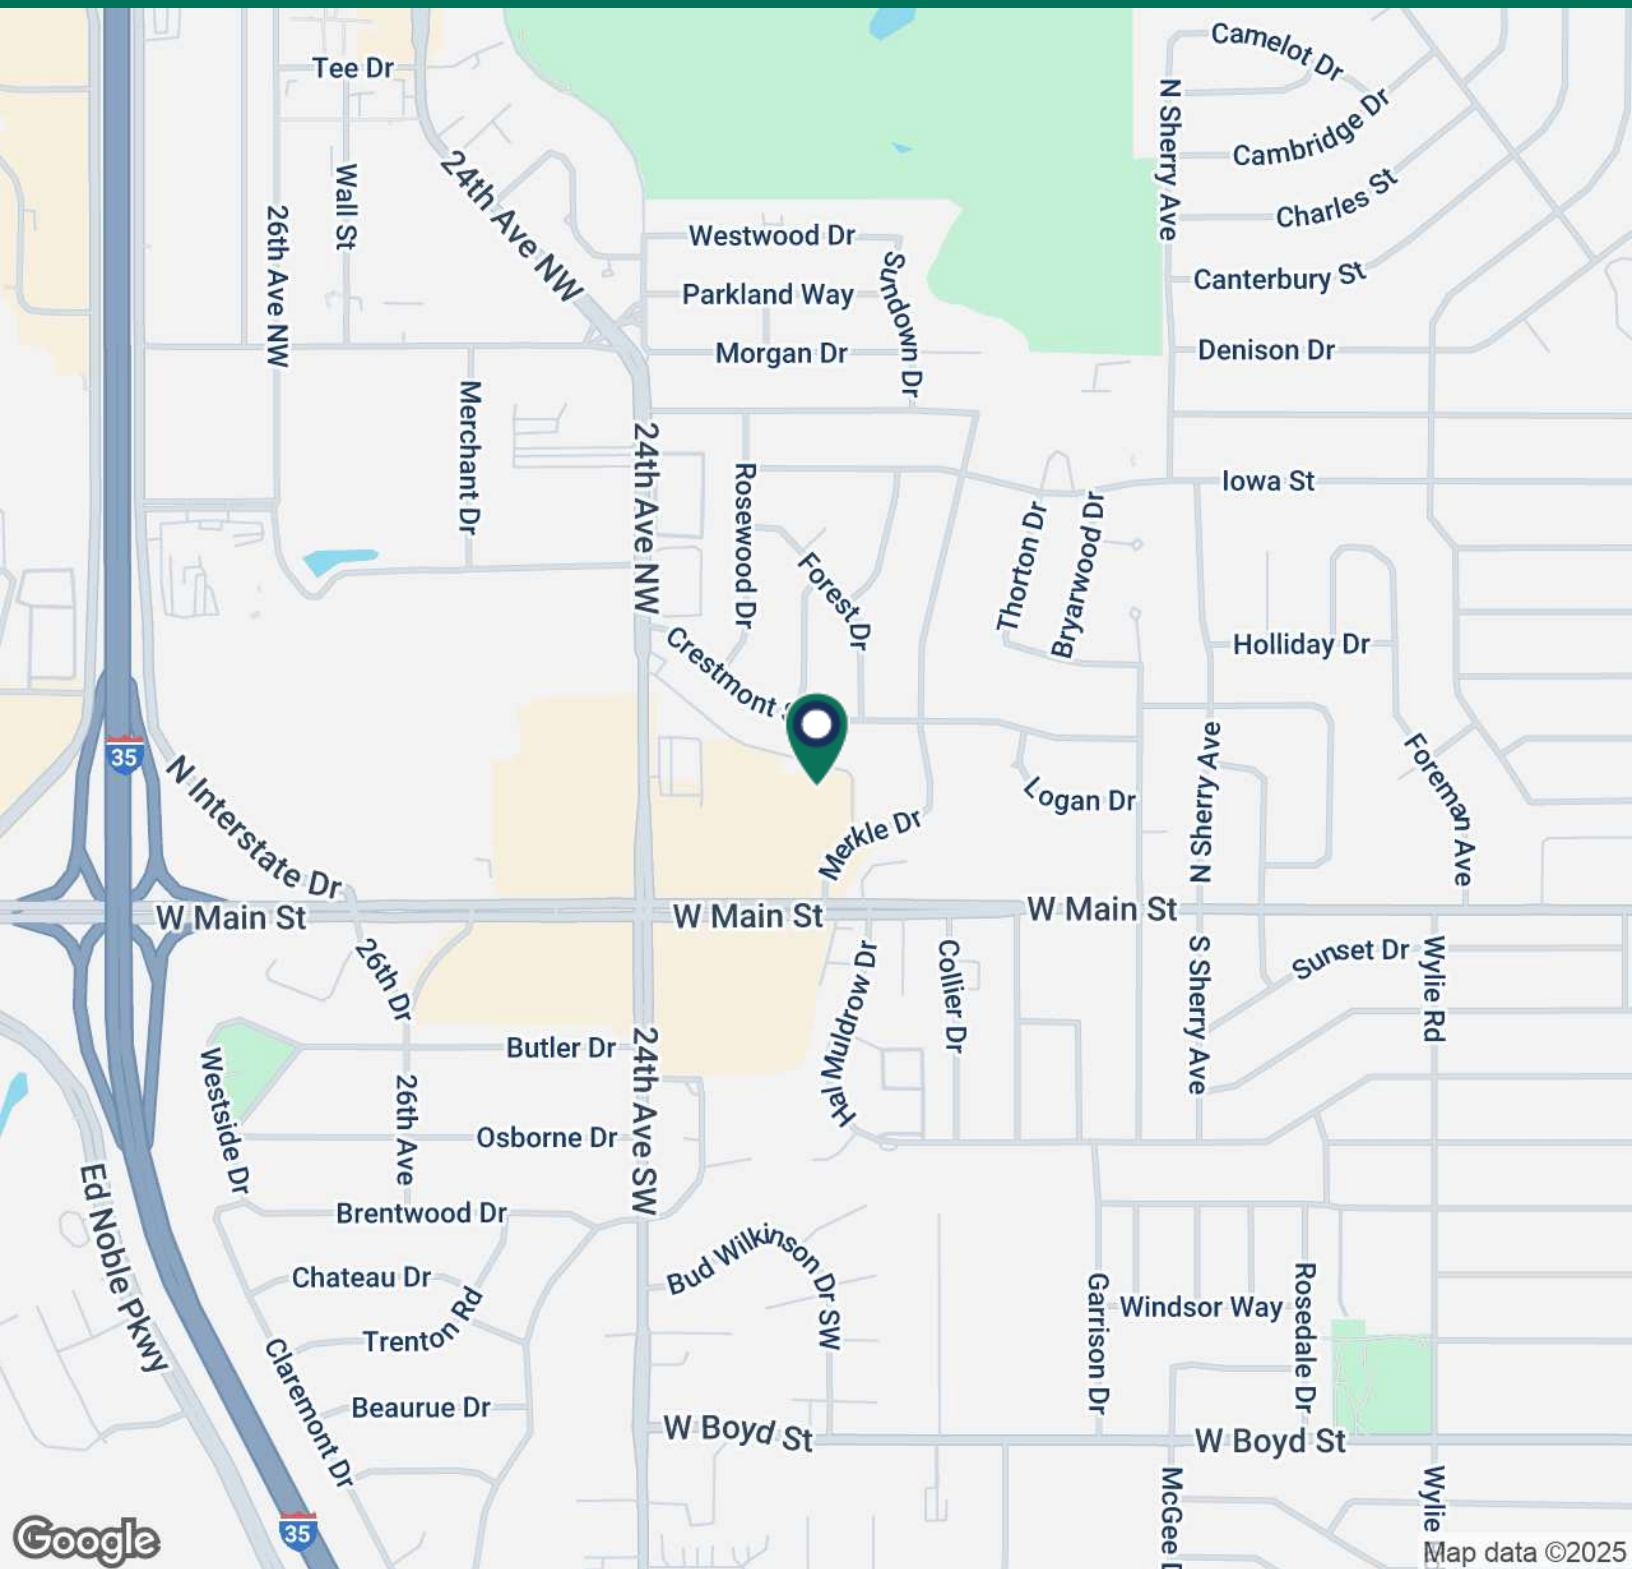 Camelot Dr
Tee Dr
N Sherry Ave
Cambridge Dr
24th Ave NW
Wall St
Charles St
26th Ave NW
Westwood Dr
Sundown Dr
Canterbury St
Parkland Way
Morgan Dr
Denison Dr
Merchant Dr
24th Ave NW
Rosewood Dr
Iowa St
Thorton Dr
Bryarwood Dr
Forest Dr
Crestmont
Holliday Dr
35
N Interstate Dr
N Sherry Ave
Foreman Ave
Logan Dr
Merkle Dr
W Main St
W Main St
W Main St
26th Dr
Hal Muldrow Dr
Collier Dr
S Sherry Ave
Sunset Dr
Wylie Rd
Butler Dr
24th Ave SW
Westside Dr
26th Ave
Osborne Dr
Ed Noble Pkwy
Brentwood Dr
Bud Wilkinson Dr SW
Chateau Dr
Garrison Dr
Windsor Way
Rosedale Dr
Trenton Rd
Claremont Dr
Beaurue Dr
W Boyd St
W Boyd St
McGee
Wylie
35
Google
Map data ©2025